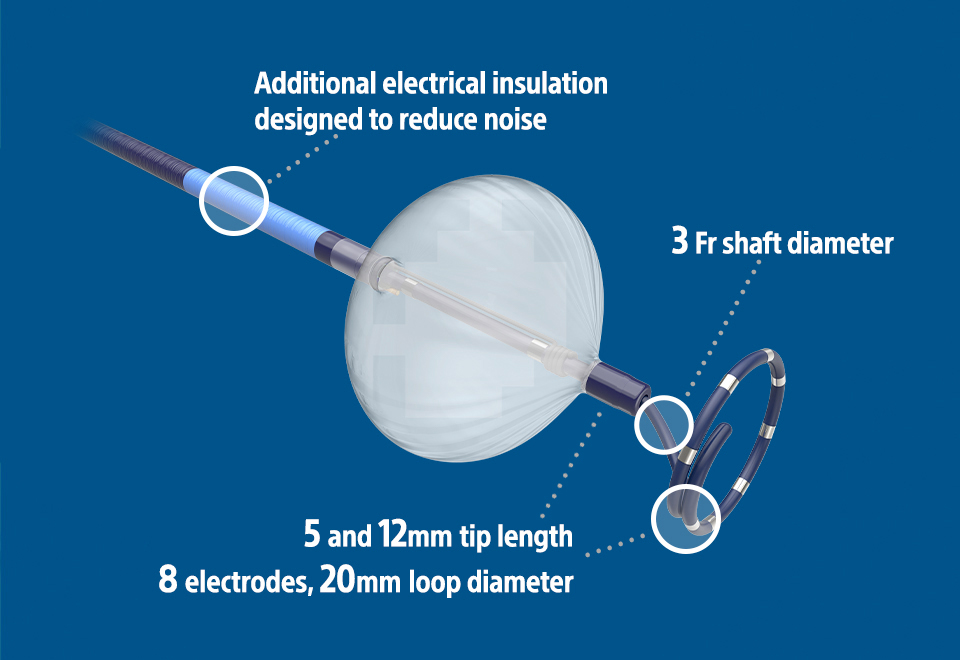 Additional electrical insulation
designed to reduce noise
3 Fr shaft diameter
5 and 12mm tip length
8 electrodes, 20mm loop diameter